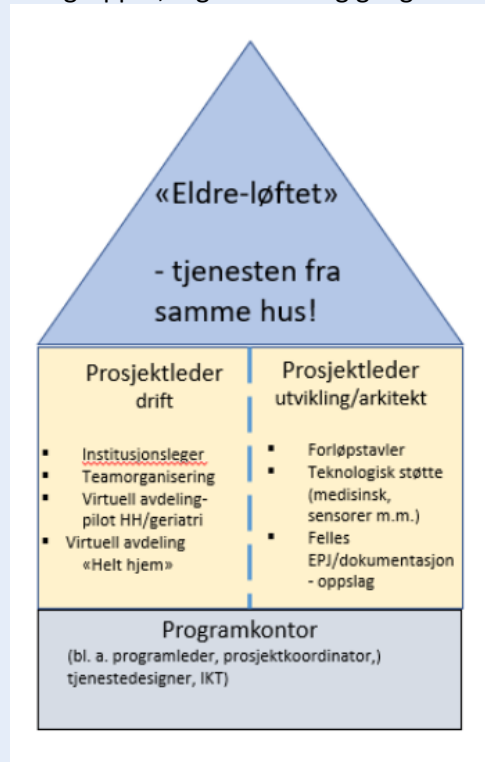 «Eldre-løftet»
- tjenesten fra
samme hus!
Prosjektleder
drift
▪ Institusjonsleger
▪ Teamorganisering
▪ Virtuell avdeling-
pilot HH/geriatri
▪ Virtuell avdeling
«Helt hjem»
Prosjektleder
utvikling/arkitekt
▪ Forløpstavler
▪ Teknologisk støtte
(medisinsk,
sensorer m.m.)
▪ Felles
EPJ/dokumentasjon
- oppslag
Programkontor
(bl. a. programleder, prosjektkoordinator,)
tjenestedesigner, IKT)